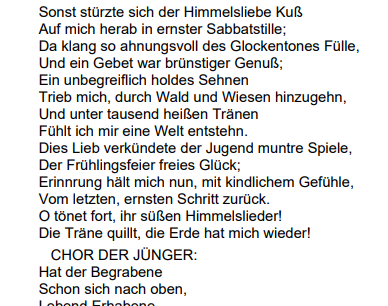 Sonst stürzte sich der Himmelsliebe Kuß
Auf mich herab in ernster Sabbatstille;
Da klang so ahnungsvoll des Glockentones Fülle,
Und ein Gebet war brünstiger Genuß;
Ein unbegreiflich holdes Sehnen
Trieb mich, durch Wald und Wiesen hinzugehn,
Und unter tausend heißen Tränen
Fühlt ich mir eine Welt entstehn.
Dies Lieb verkündete der Jugend muntre Spiele,
Der Frühlingsfeier freies Glück;
Erinnrung hält mich nun, mit kindlichem Gefühle,
Vom letzten, ernsten Schritt zurück.
O tönet fort, ihr süßen Himmelslieder!
Die Träne quillt, die Erde hat mich wieder!
CHOR DER JÜNGER:
Hat der Begrabene
Schon sich nach oben,
Lebend Erhabene